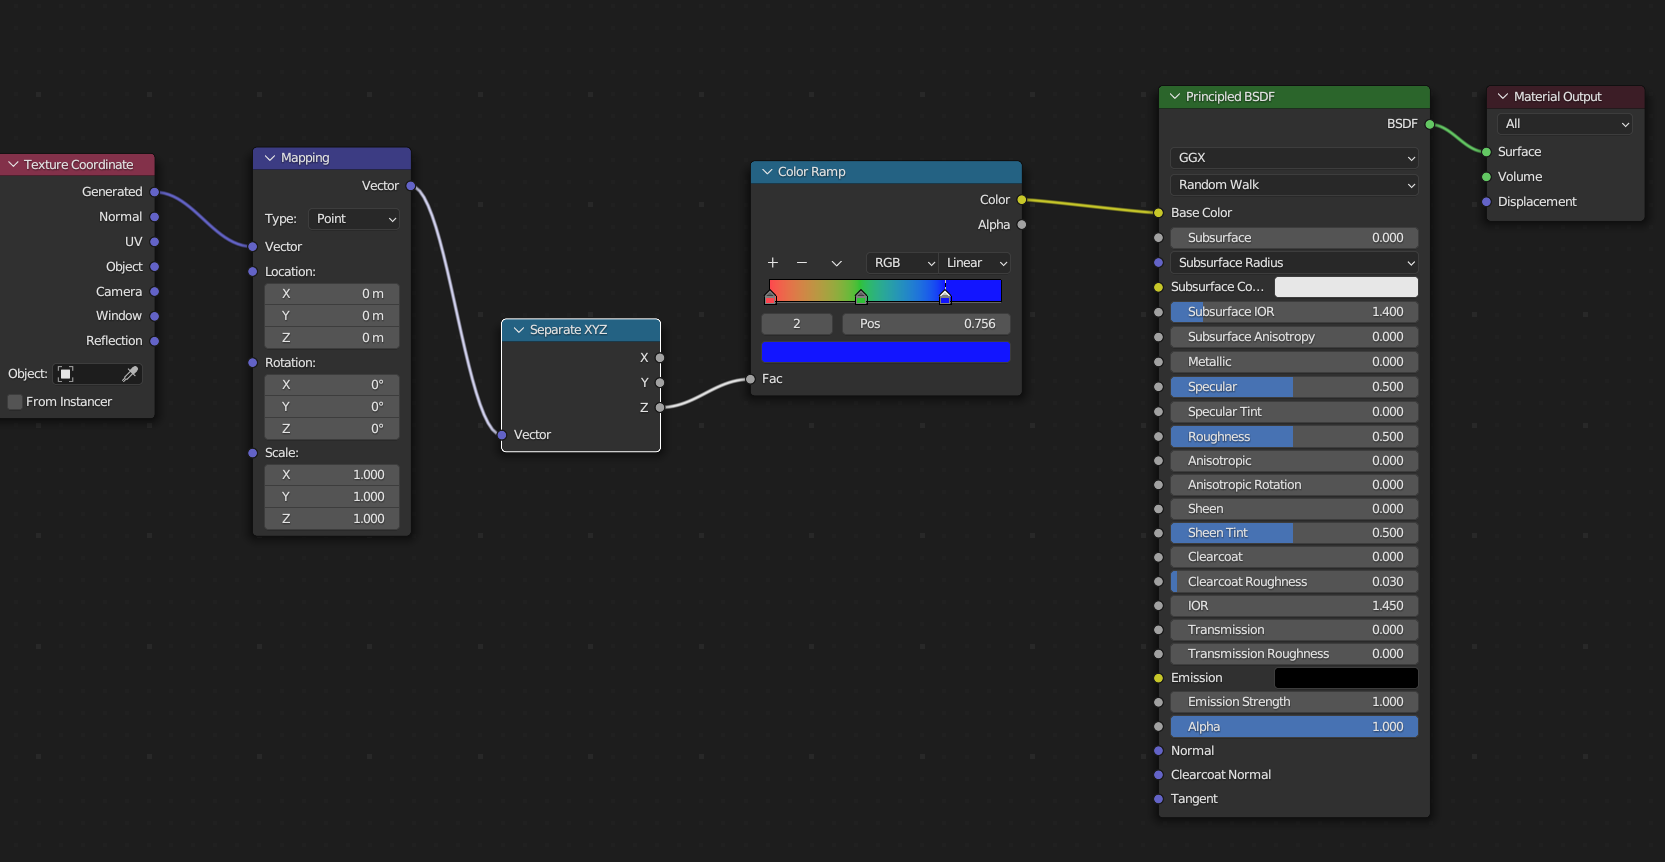 Texture Coordinate
Generated
Normal
UV
Object
Camera
Window
Reflection
Object:
From Instancer
Mapping
Vector
Type: Point
Vector
Location:
X 0 m
Y 0 m
Z 0 m
Rotation:
X 0°
Y 0°
Z 0°
Scale:
X 1.000
Y 1.000
Z 1.000
Separate XYZ
X
Y
Z
Vector
Color Ramp
Color
Alpha
+ − RGB Linear
2 Pos 0.756
Fac
Principled BSDF
BSDF
GGX
Random Walk
Base Color
Subsurface 0.000
Subsurface Radius
Subsurface Co...
Subsurface IOR 1.400
Subsurface Anisotropy 0.000
Metallic 0.000
Specular 0.500
Specular Tint 0.000
Roughness 0.500
Anisotropic 0.000
Anisotropic Rotation 0.000
Sheen 0.000
Sheen Tint 0.500
Clearcoat 0.000
Clearcoat Roughness 0.030
IOR 1.450
Transmission 0.000
Transmission Roughness 0.000
Emission
Emission Strength 1.000
Alpha 1.000
Normal
Clearcoat Normal
Tangent
Material Output
All
Surface
Volume
Displacement